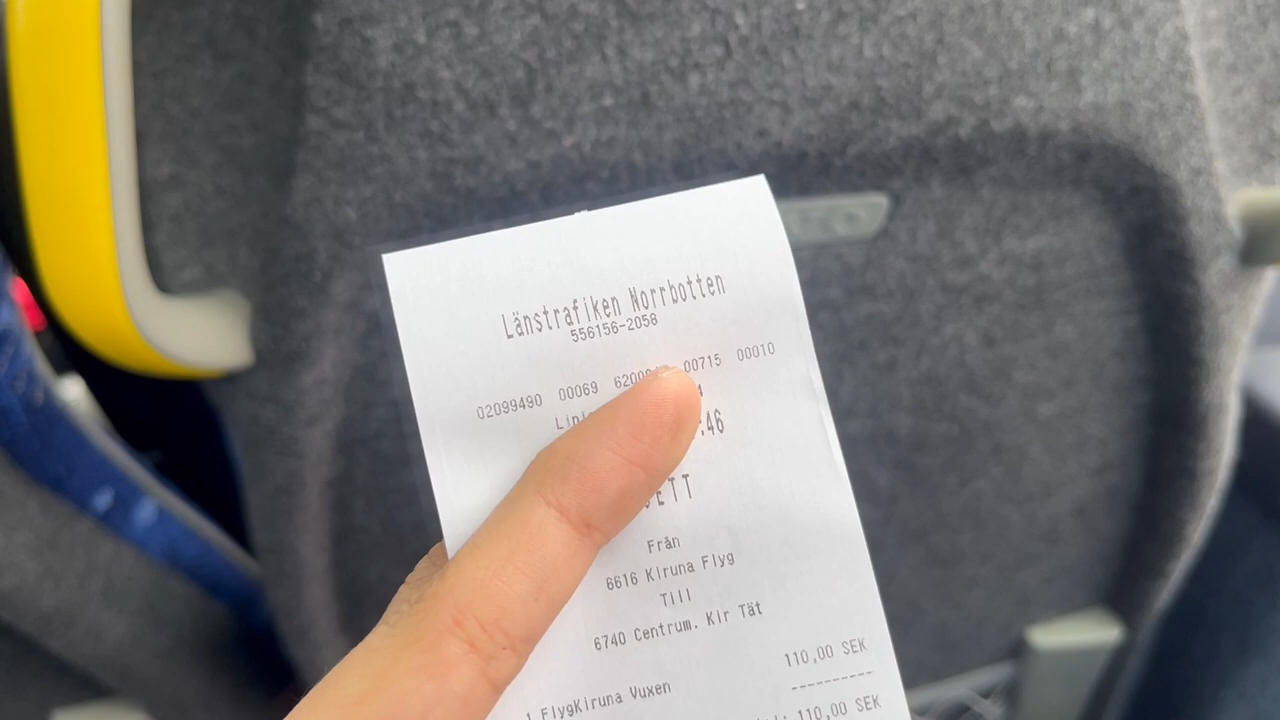 Länstrafiken Norrbotten
556156-2058
02099490 00069 00715 00010
:46
Från
6616 Kiruna Flyg
Till
6740 Centrum. Kir Tät
110,00 SEK
----------
1 FlygKiruna Vuxen
110,00 SEK